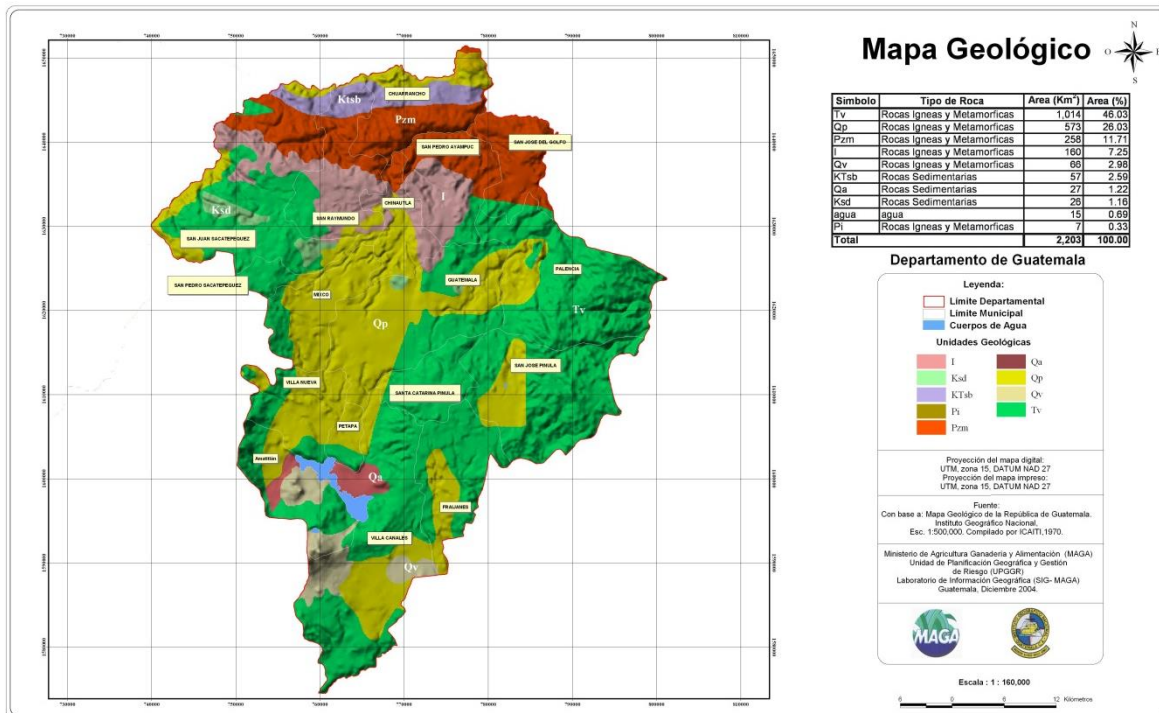 Mapa Geológico
N
O
E
S
Simbolo Tipo de Roca Area (Km²) Area (%)
Tv Rocas Igneas y Metamorficas 1,014 46.03
Qp Rocas Igneas y Metamorficas 573 26.03
Pzm Rocas Igneas y Metamorficas 258 11.71
I Rocas Igneas y Metamorficas 160 7.25
Qv Rocas Igneas y Metamorficas 66 2.98
KTsb Rocas Sedimentarias 57 2.59
Qa Rocas Sedimentarias 27 1.22
Ksd Rocas Sedimentarias 26 1.16
agua agua 15 0.69
Pi Rocas Igneas y Metamorficas 7 0.33
Total 2,203 100.00
Departamento de Guatemala
Leyenda:
Límite Departamental
Límite Municipal
Cuerpos de Agua
Unidades Geológicas
I
Ksd
KTsb
Pi
Pzm
Qa
Qp
Qv
Tv
Proyección del mapa digital:
UTM, zona 15, DATUM NAD 27
Proyección del mapa impreso:
UTM, zona 15, DATUM NAD 27
Fuente:
Con base a: Mapa Geológico de la República de Guatemala.
Instituto Geográfico Nacional,
Esc. 1:500,000. Compilado por ICAITI,1970.
Ministerio de Agricultura Ganadería y Alimentación (MAGA)
Unidad de Planificación Geográfica y Gestión
de Riesgo (UPGGR)
Laboratorio de Información Geográfica (SIG- MAGA)
Guatemala, Diciembre 2004.
MAGA
Escala : 1 : 160,000
6 0 6 12 Kilómetros
CHUARRANCHO
Ktsb
Pzm
SAN PEDRO AYAMPUC
SAN JOSE DEL GOLFO
I
CHINAUTLA
Ksd
SAN RAYMUNDO
SAN JUAN SACATEPEQUEZ
SAN PEDRO SACATEPEQUEZ
GUATEMALA
PALENCIA
MIXCO
Qp
Tv
SAN JOSE PINULA
VILLA NUEVA
SANTA CATARINA PINULA
PETAPA
Amatitlán
Qa
FRAIJANES
VILLA CANALES
Qv